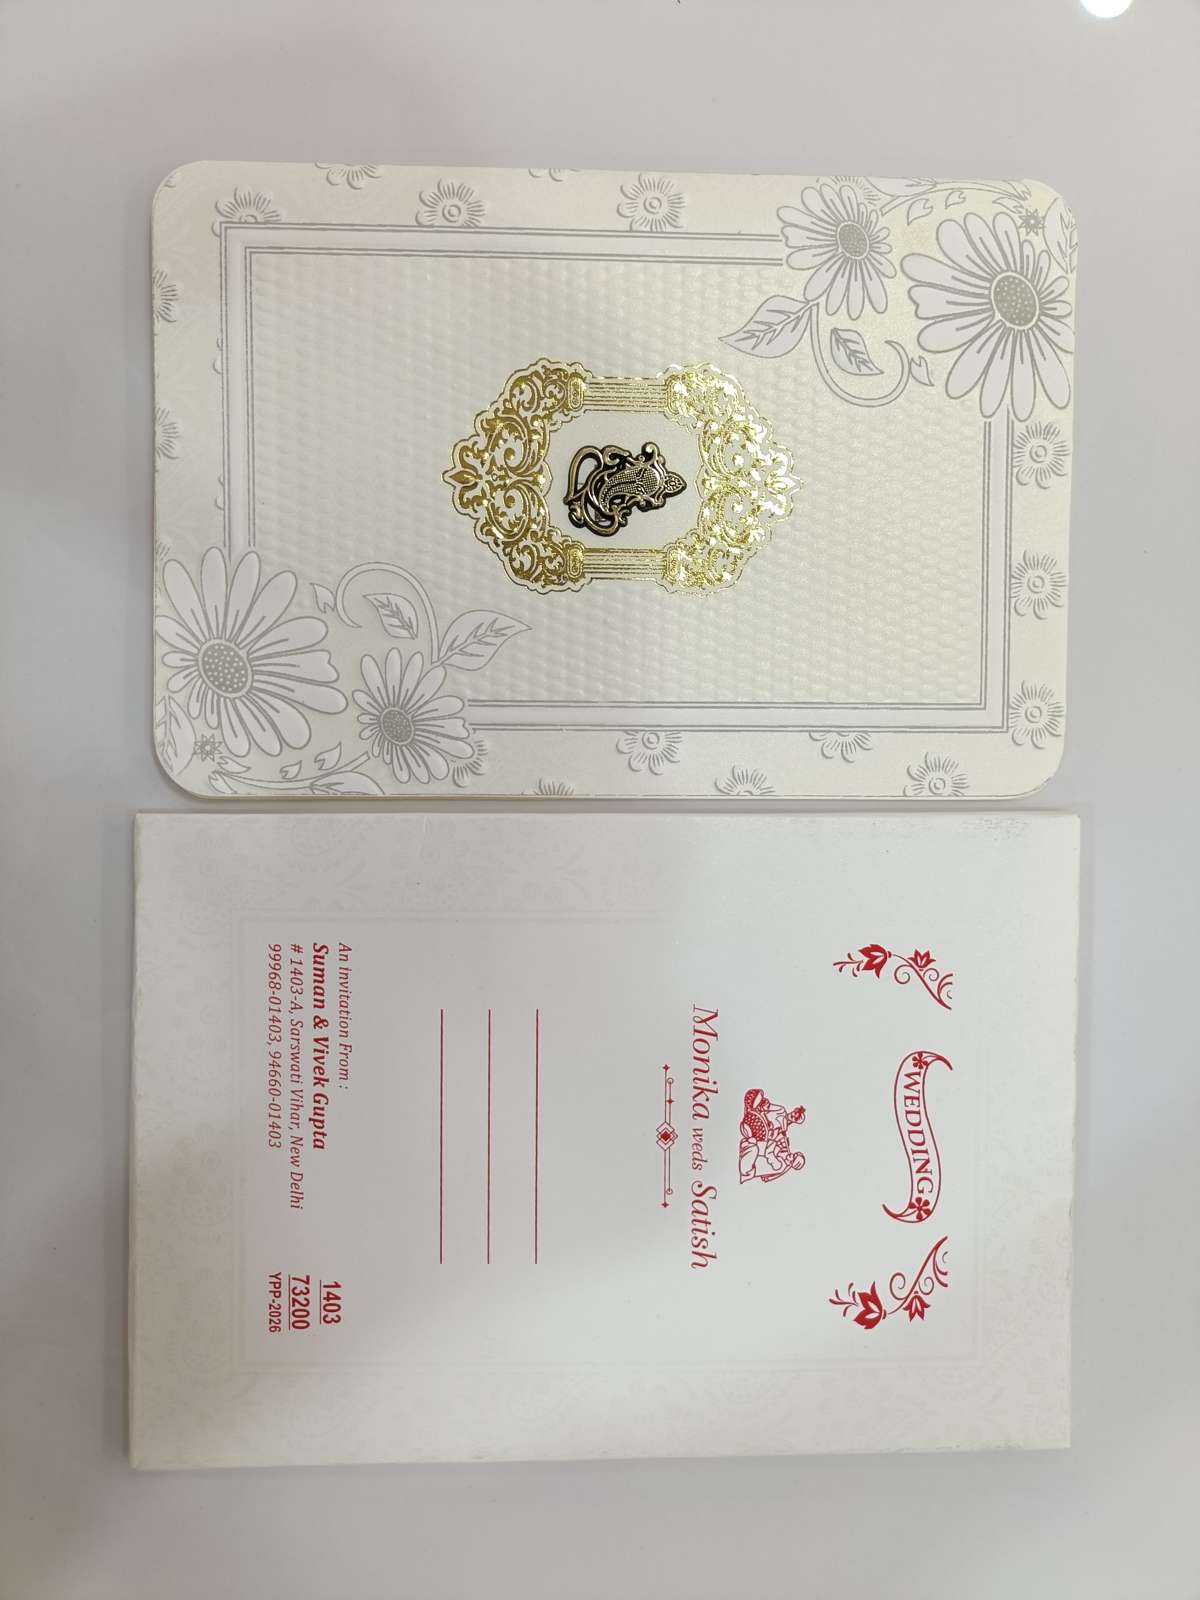 WEDDING
Monika weds Satish
An invitation From :
Suman & Vivek Gupta
# 1403-A, Sarswati Vihar, New Delhi
99968-01403, 94660-01403
1403
73200
YPP-2026